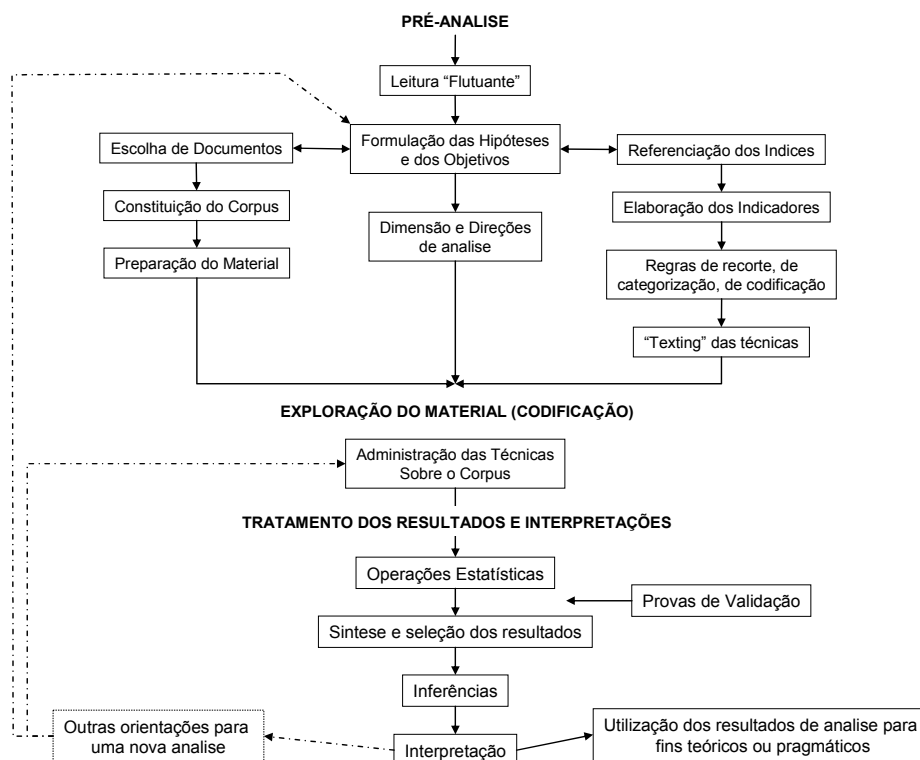 PRÉ-ANALISE
Leitura “Flutuante”
Formulação das Hipóteses
e dos Objetivos
Escolha de Documentos
Referenciação dos Indices
Constituição do Corpus
Elaboração dos Indicadores
Dimensão e Direções
de analise
Preparação do Material
Regras de recorte, de
categorização, de codificação
“Texting” das técnicas
EXPLORAÇÃO DO MATERIAL (CODIFICAÇÃO)
Administração das Técnicas
Sobre o Corpus
TRATAMENTO DOS RESULTADOS E INTERPRETAÇÕES
Operações Estatísticas
Provas de Validação
Sintese e seleção dos resultados
Inferências
Outras orientações para
uma nova analise
Interpretação
Utilização dos resultados de analise para
fins teóricos ou pragmáticos